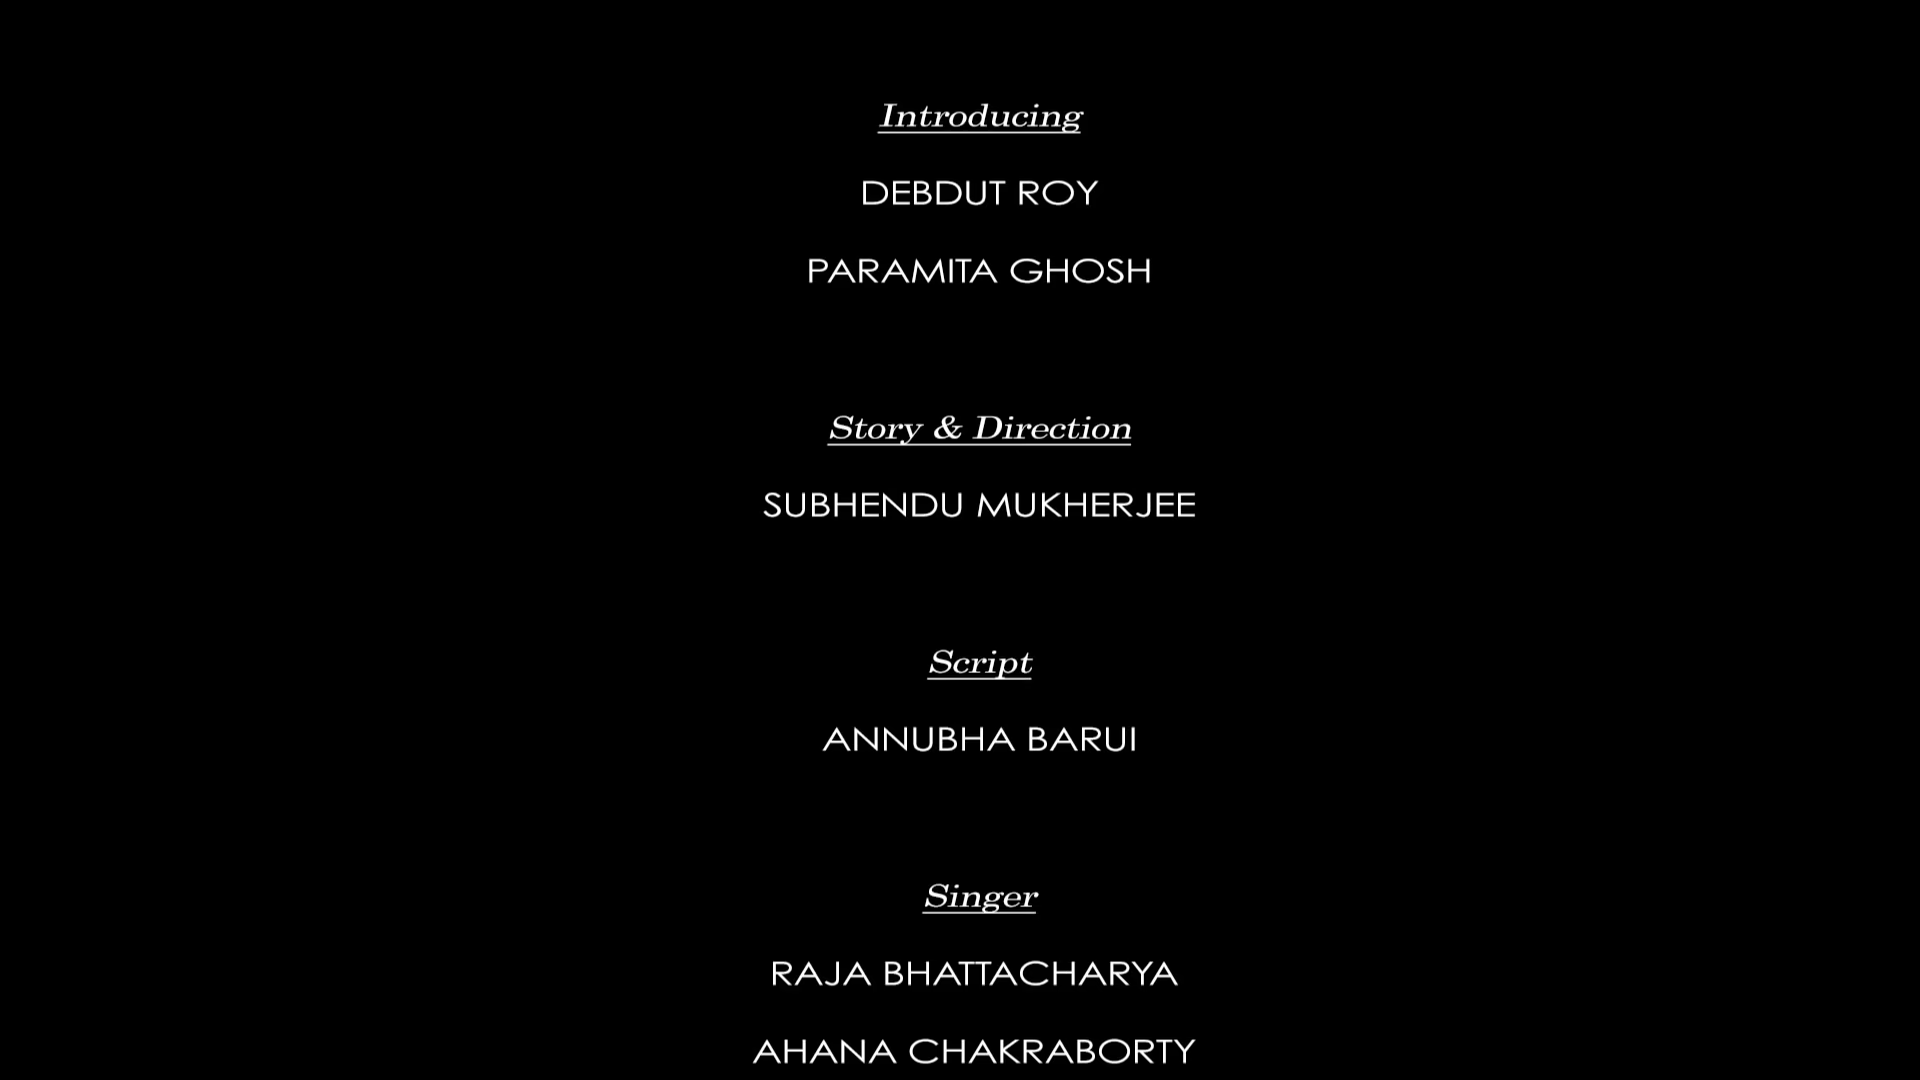 Introducing
DEBDUT ROY
PARAMITA GHOSH
Story & Direction
SUBHENDU MUKHERJEE
Script
ANNUBHA BARUI
Singer
RAJA BHATTACHARYA
AHANA CHAKRABORTY